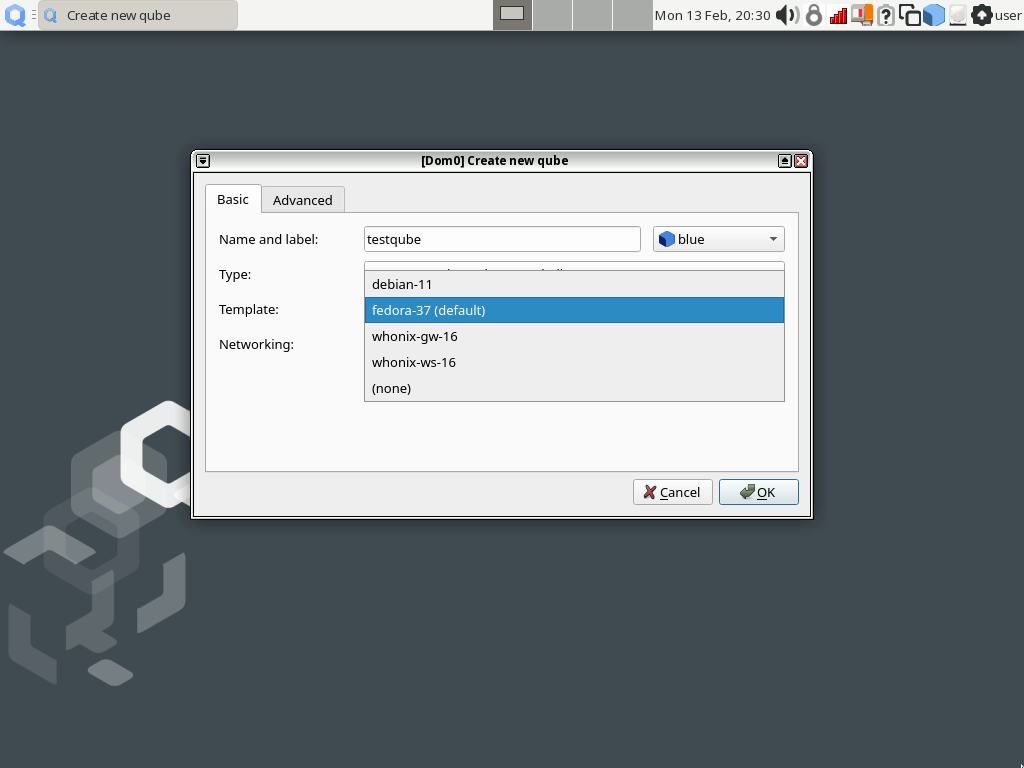 Create new qube
Mon 13 Feb, 20:30
user
[Dom0] Create new qube
Basic
Advanced
Name and label:
testqube
blue
Type:
debian-11
Template:
fedora-37 (default)
whonix-gw-16
Networking:
whonix-ws-16
(none)
Cancel
OK